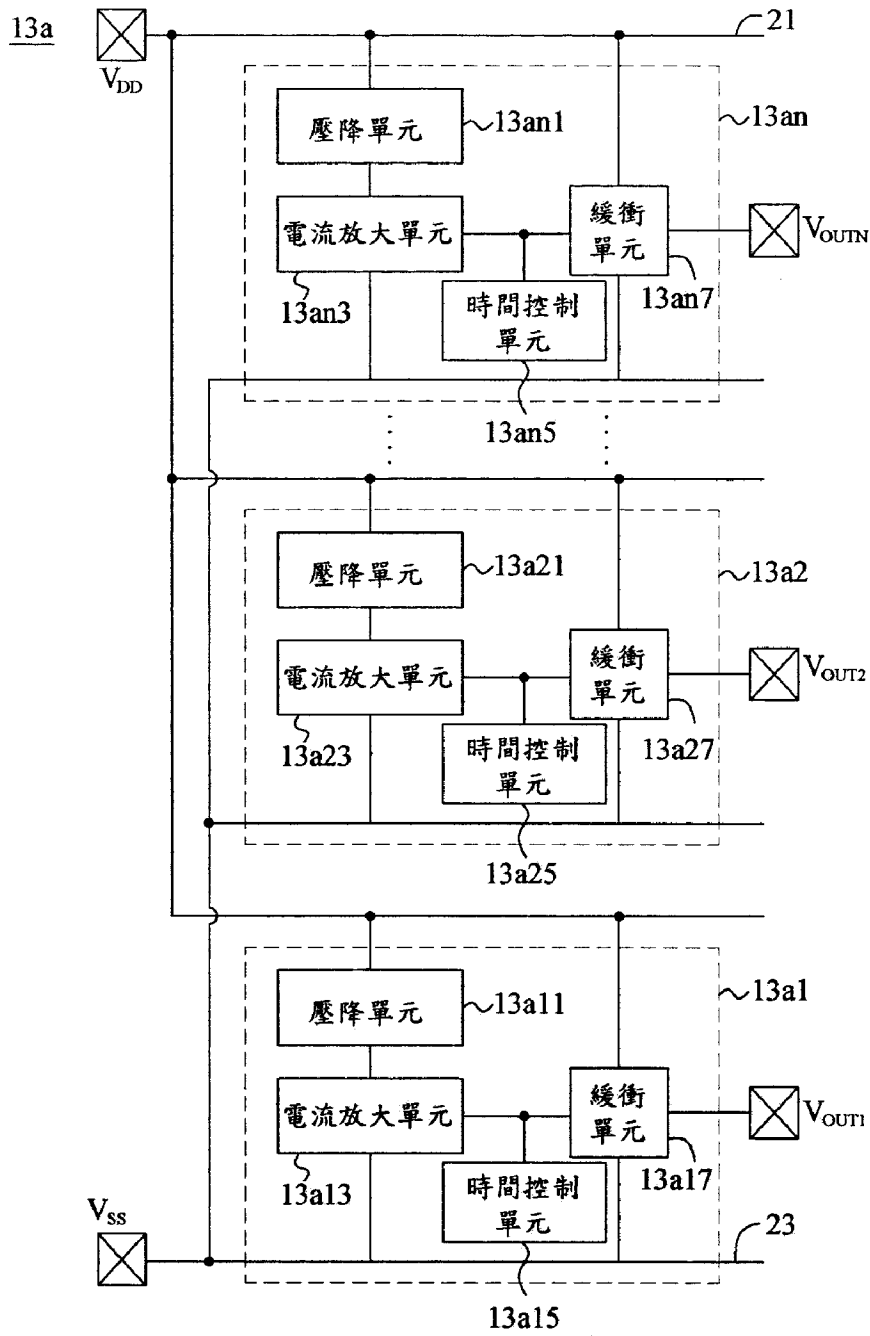 13a
V_DD
21
壓降單元
13an1
13an
電流放大單元
緩衝
單元
V_OUTN
13an3
時間控制
單元
13an7
13an5
壓降單元
13a21
13a2
電流放大單元
緩衝
單元
V_OUT2
13a23
時間控制
單元
13a27
13a25
壓降單元
13a11
13a1
電流放大單元
緩衝
單元
V_OUT1
13a13
時間控制
單元
13a17
V_SS
23
13a15